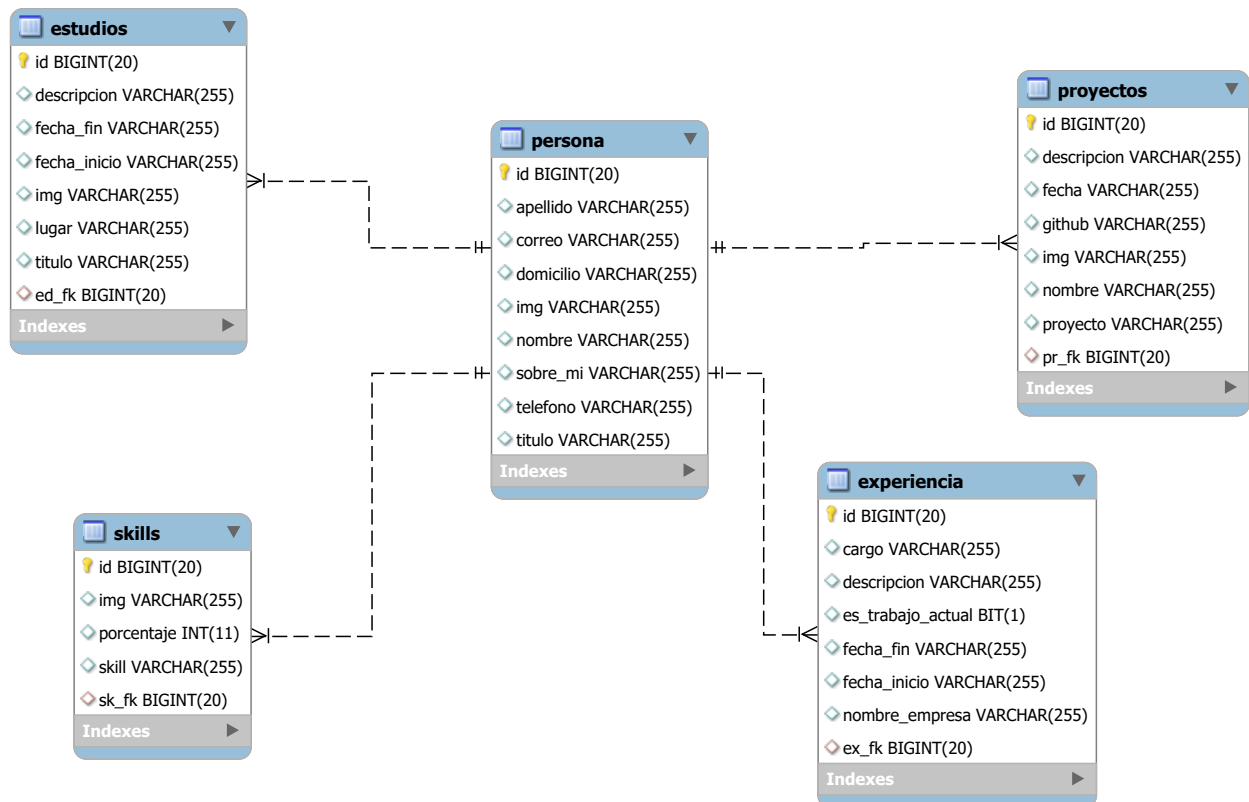 estudios
id BIGINT(20)
descripcion VARCHAR(255)
fecha_fin VARCHAR(255)
fecha_inicio VARCHAR(255)
img VARCHAR(255)
lugar VARCHAR(255)
titulo VARCHAR(255)
ed_fk BIGINT(20)
Indexes
persona
id BIGINT(20)
apellido VARCHAR(255)
correo VARCHAR(255)
domicilio VARCHAR(255)
img VARCHAR(255)
nombre VARCHAR(255)
sobre_mi VARCHAR(255)
telefono VARCHAR(255)
titulo VARCHAR(255)
Indexes
proyectos
id BIGINT(20)
descripcion VARCHAR(255)
fecha VARCHAR(255)
github VARCHAR(255)
img VARCHAR(255)
nombre VARCHAR(255)
proyecto VARCHAR(255)
pr_fk BIGINT(20)
Indexes
skills
id BIGINT(20)
img VARCHAR(255)
porcentaje INT(11)
skill VARCHAR(255)
sk_fk BIGINT(20)
Indexes
experiencia
id BIGINT(20)
cargo VARCHAR(255)
descripcion VARCHAR(255)
es_trabajo_actual BIT(1)
fecha_fin VARCHAR(255)
fecha_inicio VARCHAR(255)
nombre_empresa VARCHAR(255)
ex_fk BIGINT(20)
Indexes